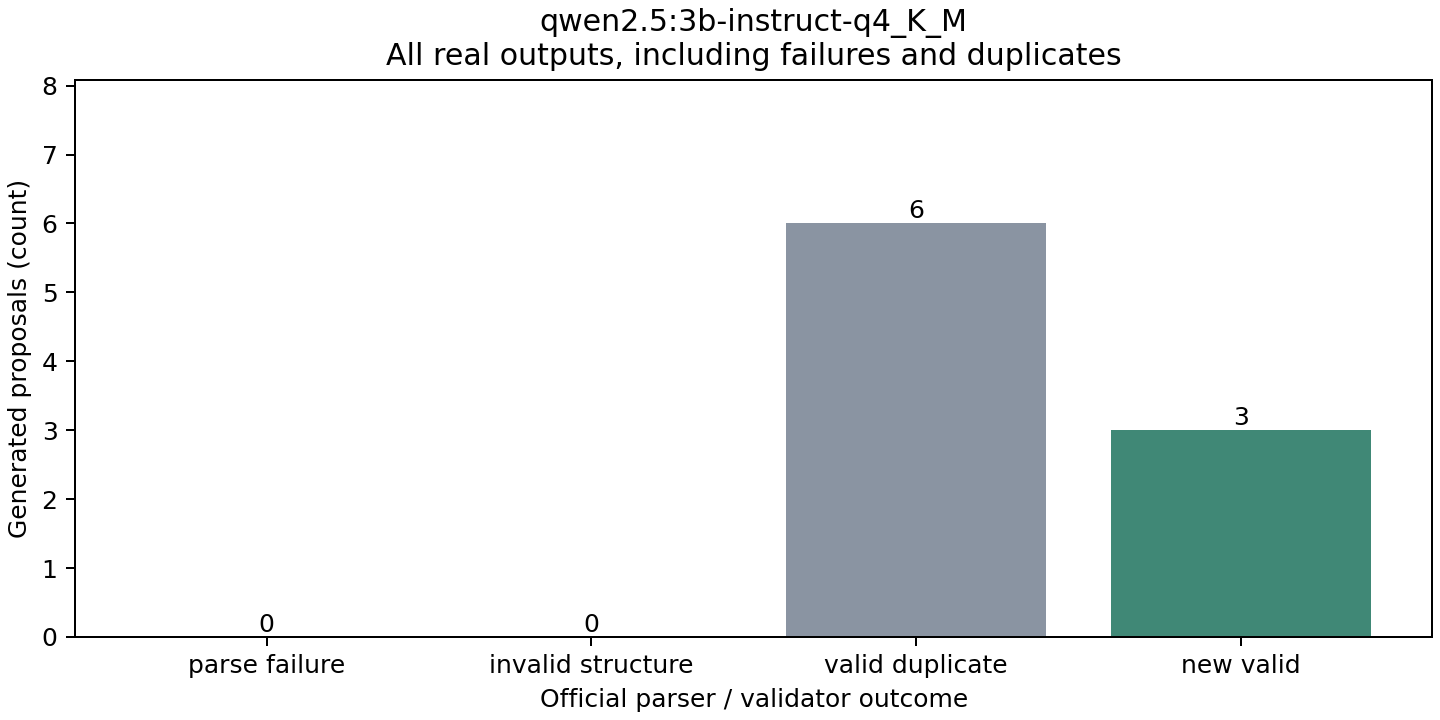 qwen2.5:3b-instruct-q4_K_M
All real outputs, including failures and duplicates
8
7
6
5
4
3
2
1
0
Generated proposals (count)
0
0
6
3
parse failure
invalid structure
valid duplicate
new valid
Official parser / validator outcome